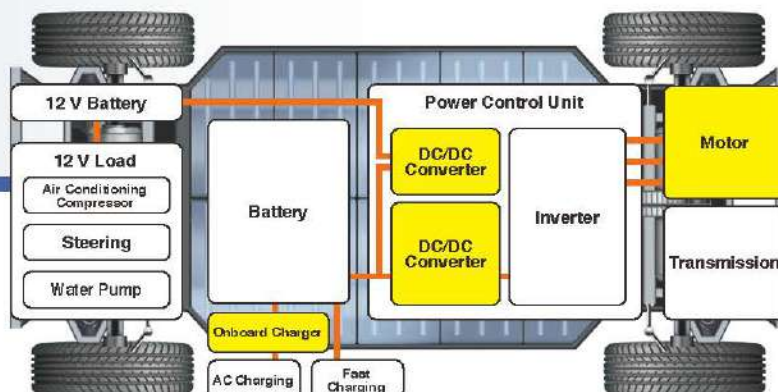 12 V Battery
12 V Load
Air Conditioning
Compressor
Steering
Water Pump
Battery
Onboard Charger
AC Charging
Fast
Charging
Power Control Unit
DC/DC
Converter
DC/DC
Converter
Inverter
Motor
Transmission